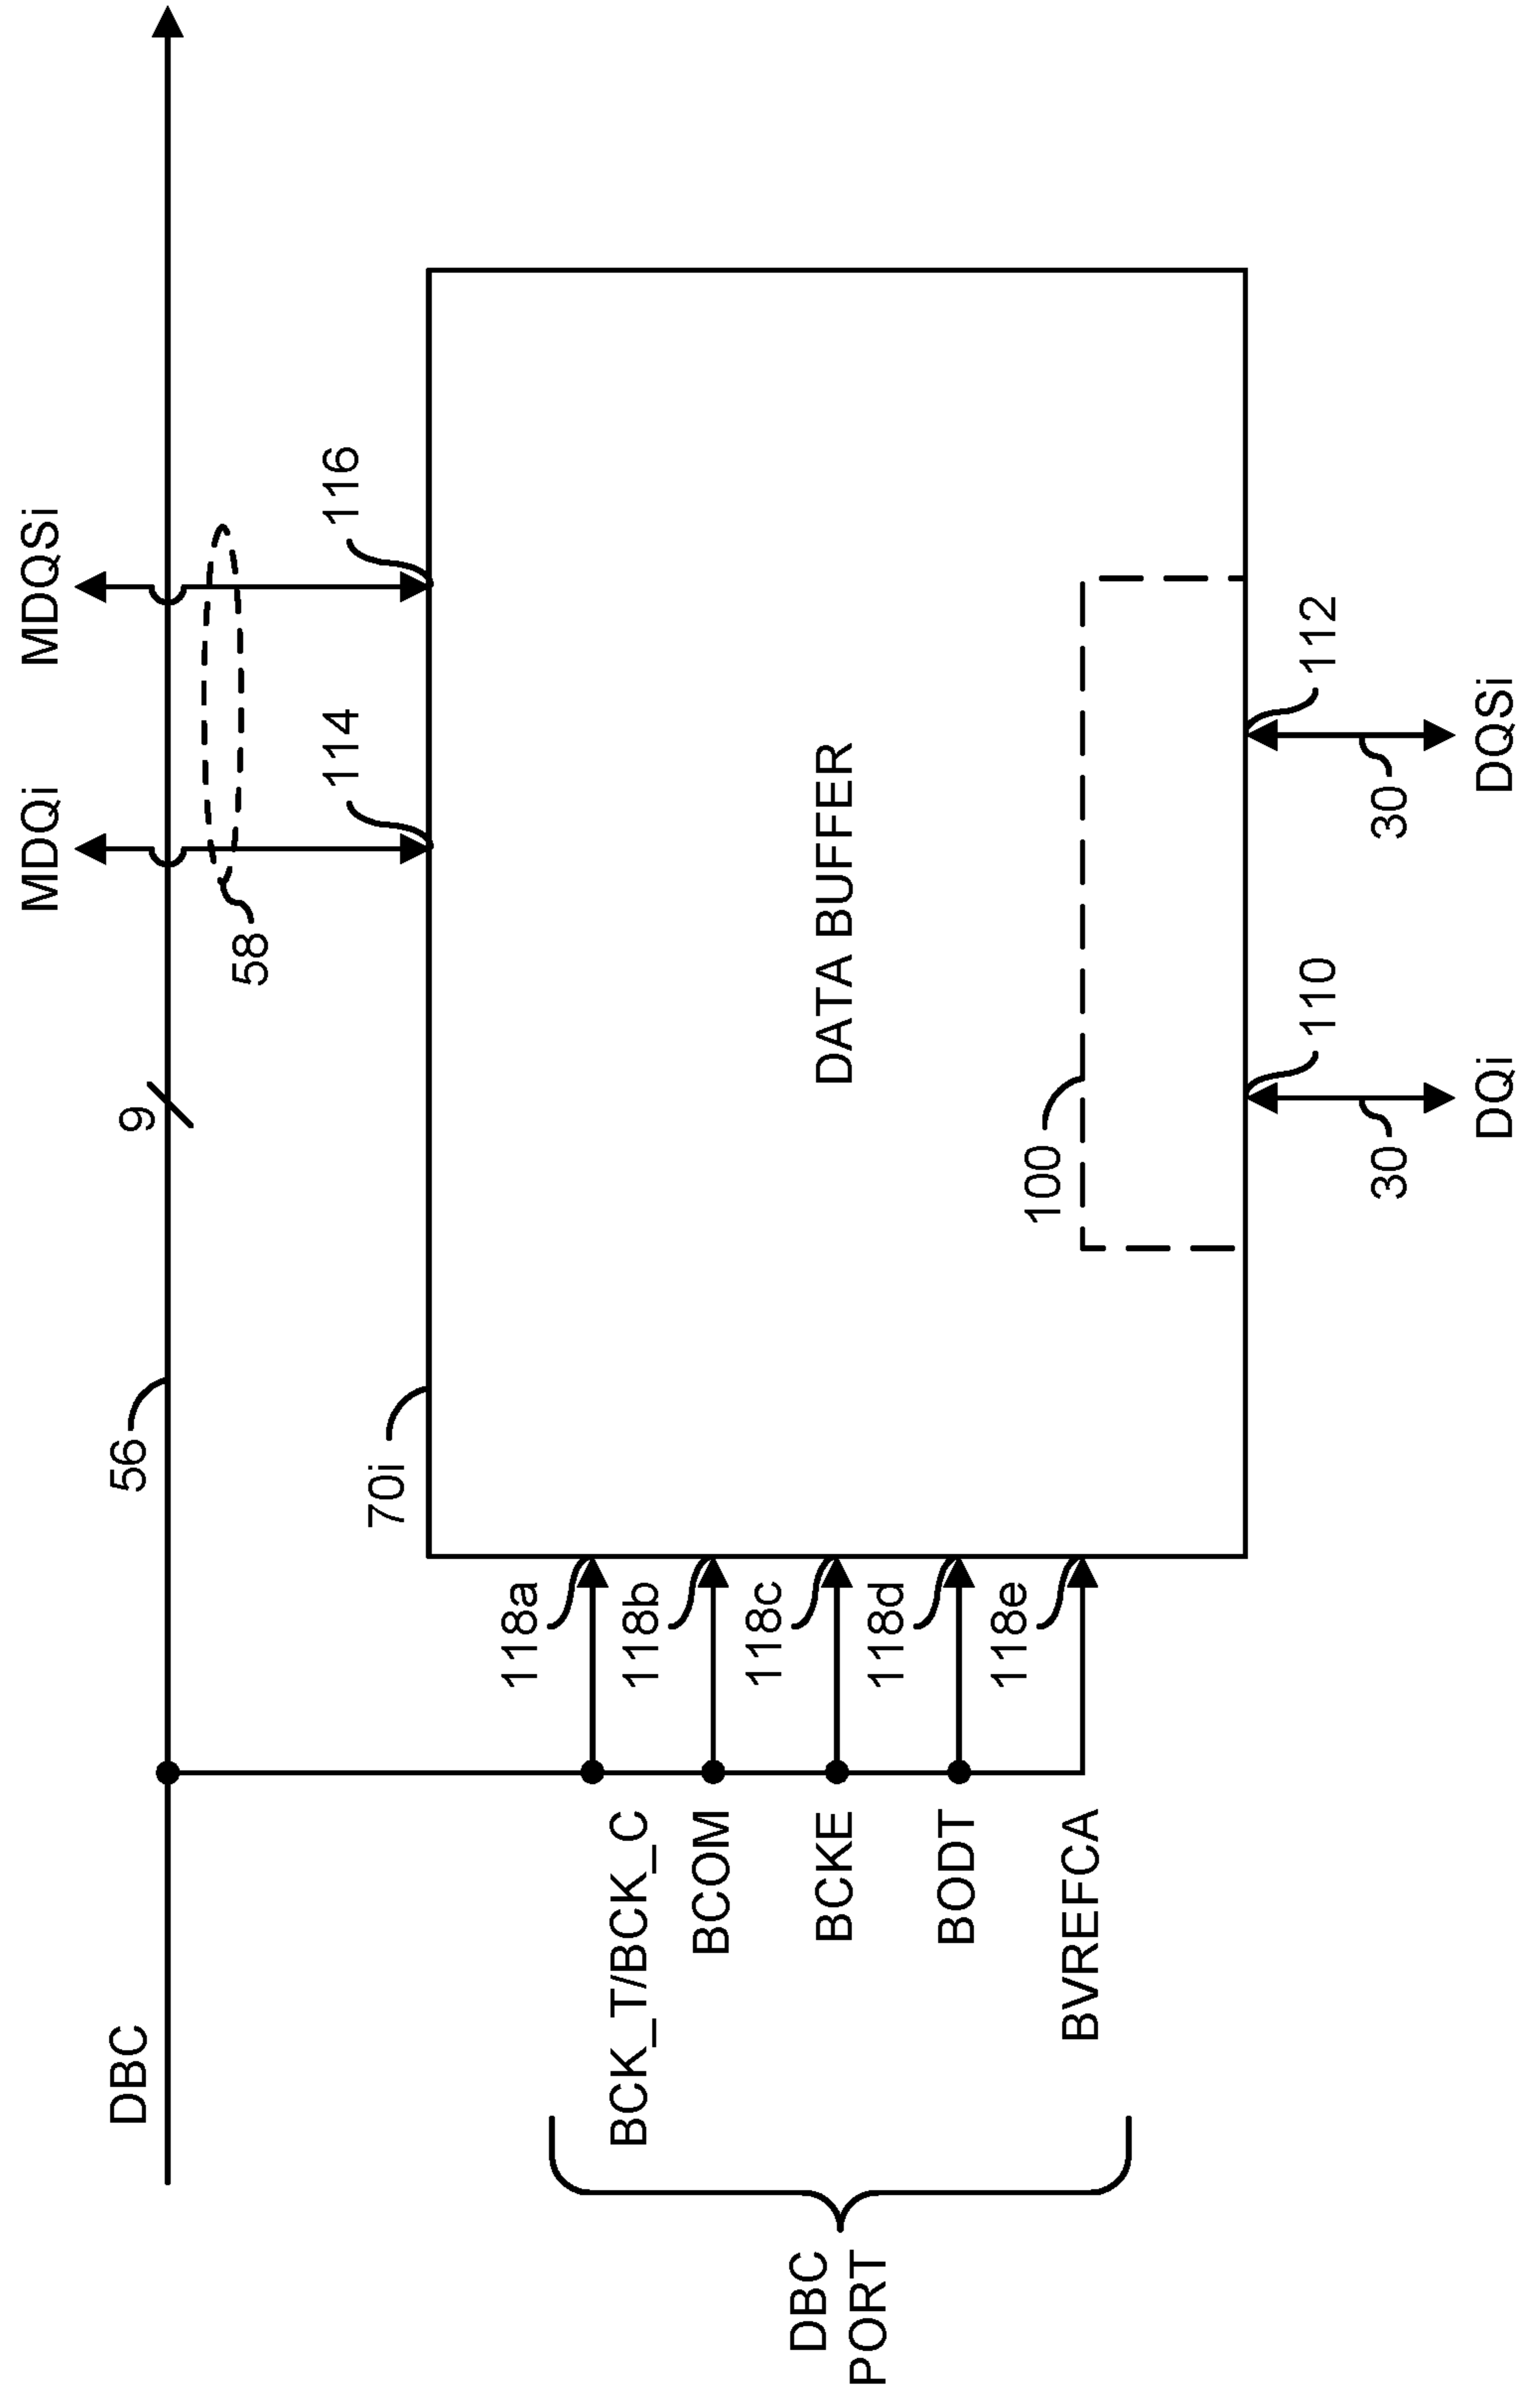 MDQi
MDQSi
DBC
56
9
58
114
116
70i
118a
BCK_T/BCK_C
118b
BCOM
118c
BCKE
118d
BODT
118e
BVREFCA
DBC
PORT
DATA BUFFER
100
110
112
30
30
DQi
DQSi